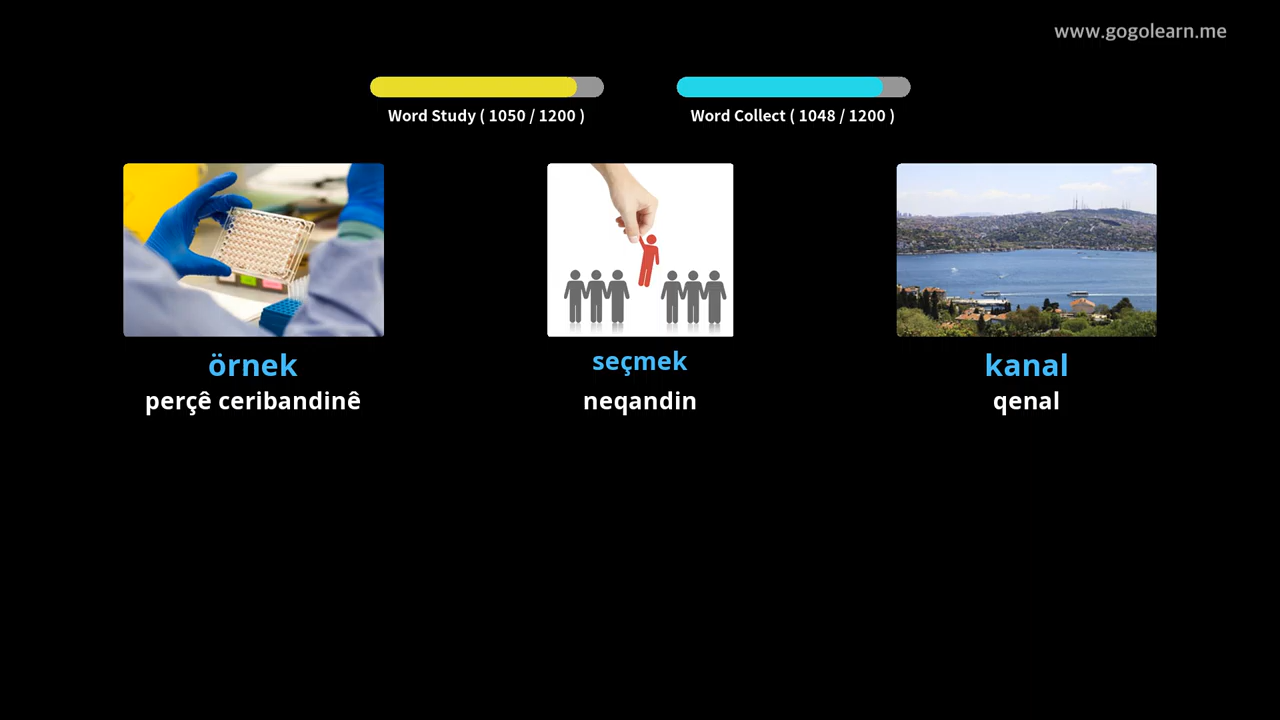 www.gogolearn.me
Word Study ( 1050 / 1200 )
Word Collect ( 1048 / 1200 )
örnek
seçmek
kanal
perçê ceribandinê
neqandin
qenal